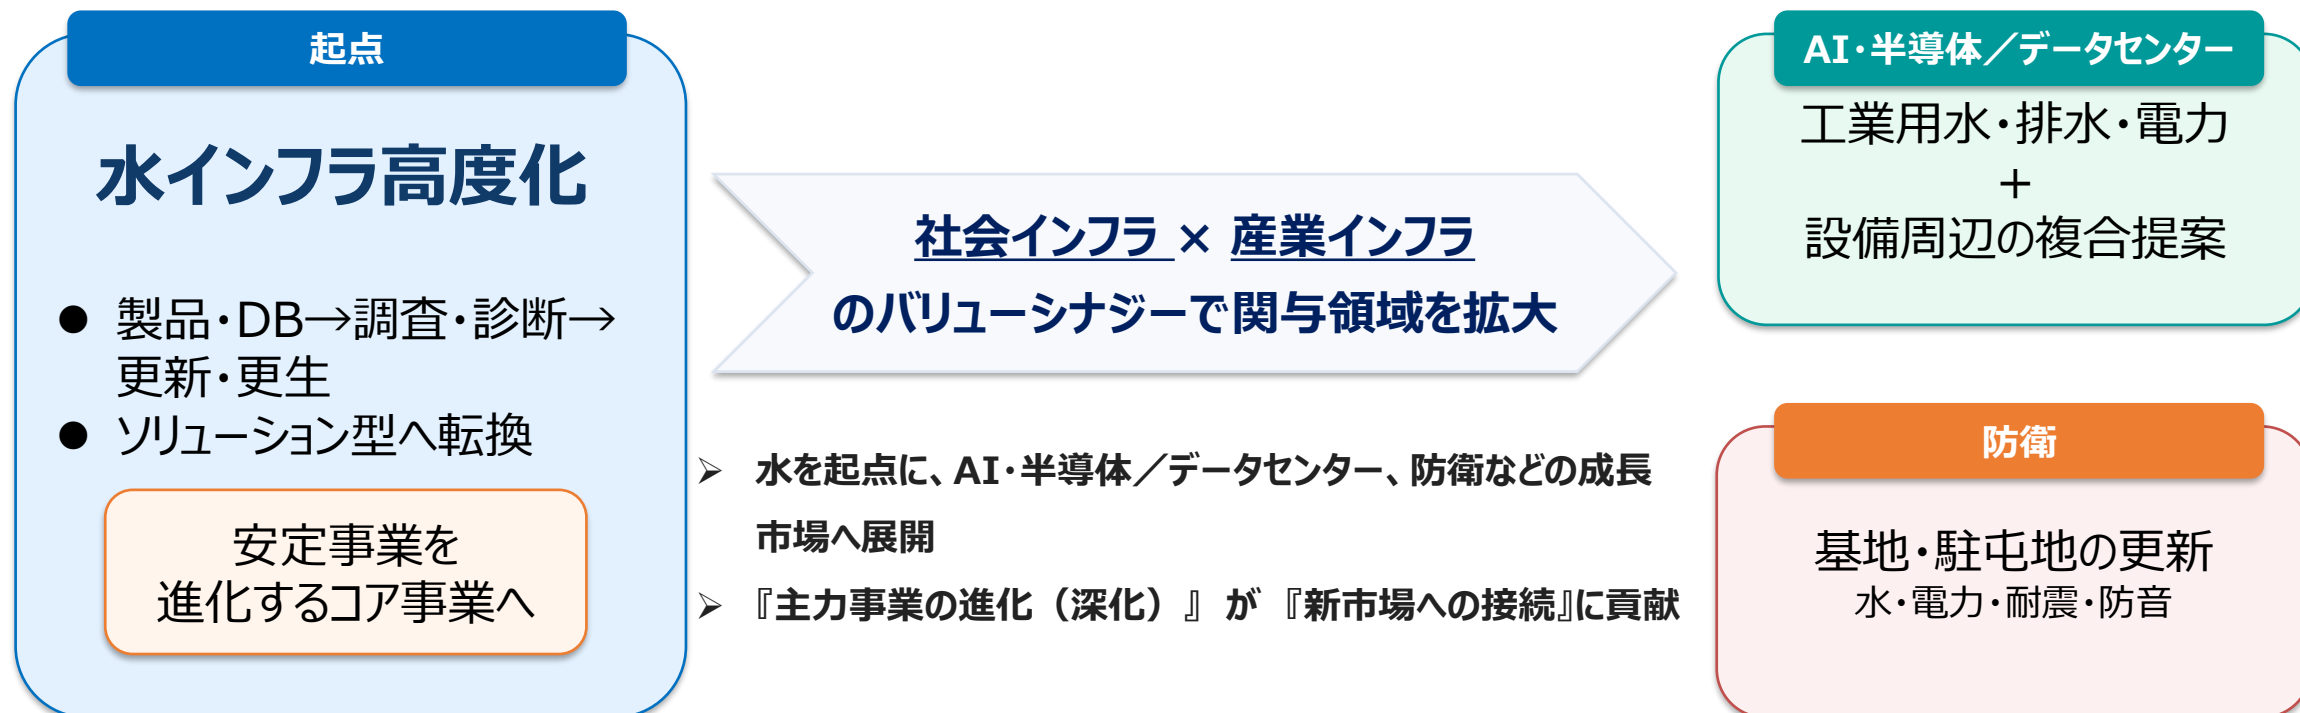 起点
水インフラ高度化
● 製品・DB→調査・診断→
更新・更生
● ソリューション型へ転換
安定事業を
進化するコア事業へ
社会インフラ × 産業インフラ
のバリューシナジーで関与領域を拡大
➢ 水を起点に、AI・半導体／データセンター、防衛などの成長
市場へ展開
➢ 『主力事業の進化（深化）』が『新市場への接続』に貢献
AI・半導体／データセンター
工業用水・排水・電力
＋
設備周辺の複合提案
防衛
基地・駐屯地の更新
水・電力・耐震・防音